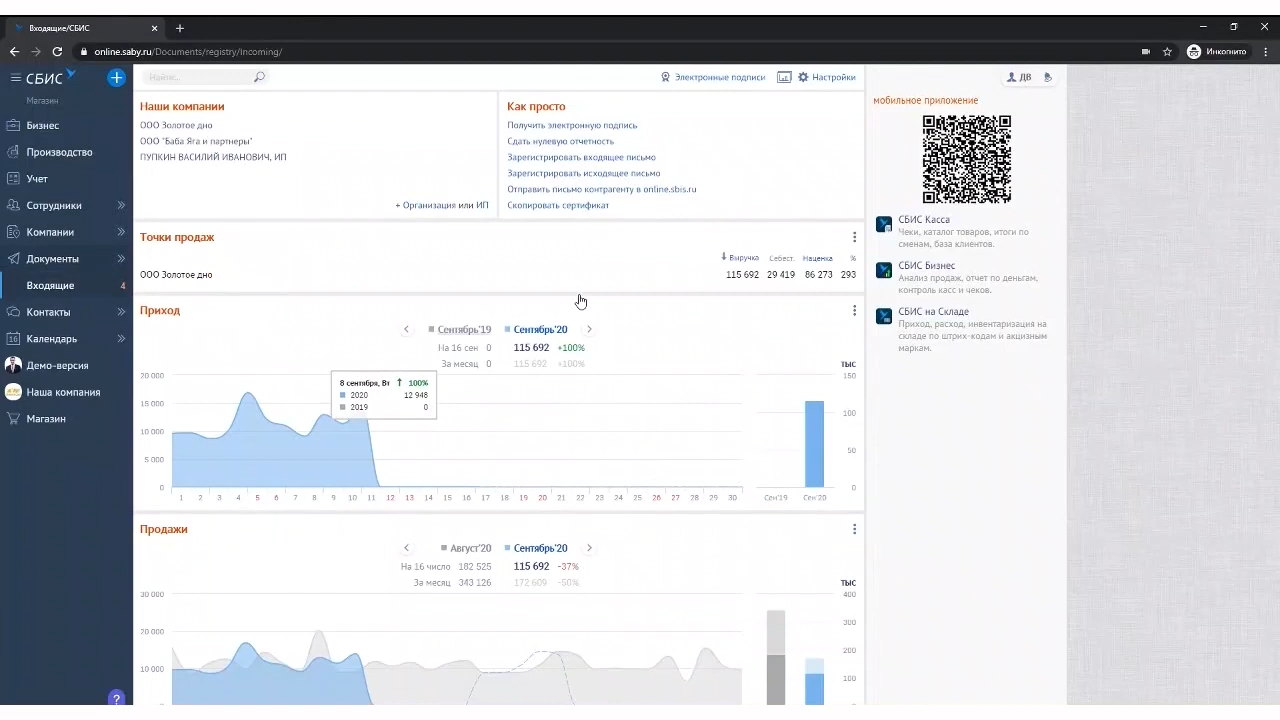 Входящие/СБИС
online.saby.ru/Documents/registry/Incoming/
Инкогнито
СБИС
Магазин
Бизнес
Производство
Учет
Сотрудники
Компании
Документы
Входящие 4
Контакты
16 Календарь
Демо-версия
Наша компания
Магазин
?
Найти...
Электронные подписи
Настройки
Наши компании
ООО Золотое дно
ООО "Баба Яга и партнеры"
ПУПКИН ВАСИЛИЙ ИВАНОВИЧ, ИП
+ Организация или ИП
Как просто
Получить электронную подпись
Сдать нулевую отчетность
Зарегистрировать входящее письмо
Зарегистрировать исходящее письмо
Отправить письмо контрагенту в online.sbis.ru
Скопировать сертификат
Точки продаж
Выручка Себест. Наценка %
ООО Золотое дно 115 692 29 419 86 273 293
Приход
Сентябрь'19 Сентябрь'20
На 16 сен 0 115 692 +100%
За месяц 0 115 692 +100%
8 сентября, Вт ↑ 100%
2020 12 948
2019 0
20 000
15 000
10 000
5 000
0
1 2 3 4 5 6 7 8 9 10 11 12 13 14 15 16 17 18 19 20 21 22 23 24 25 26 27 28 29 30
ТЫС
150
100
50
0
Сен'19 Сен'20
Продажи
Август'20 Сентябрь'20
На 16 число 182 525 115 692 -37%
За месяц 343 126 172 609 -50%
30 000
20 000
10 000
ТЫС
400
300
200
100
ДВ
мобильное приложение
СБИС Касса
Чеки, каталог товаров, итоги по
сменам, база клиентов.
СБИС Бизнес
Анализ продаж, отчет по деньгам,
контроль касс и чеков.
СБИС на Складе
Приход, расход, инвентаризация на
складе по штрих-кодам и акцизным
маркам.